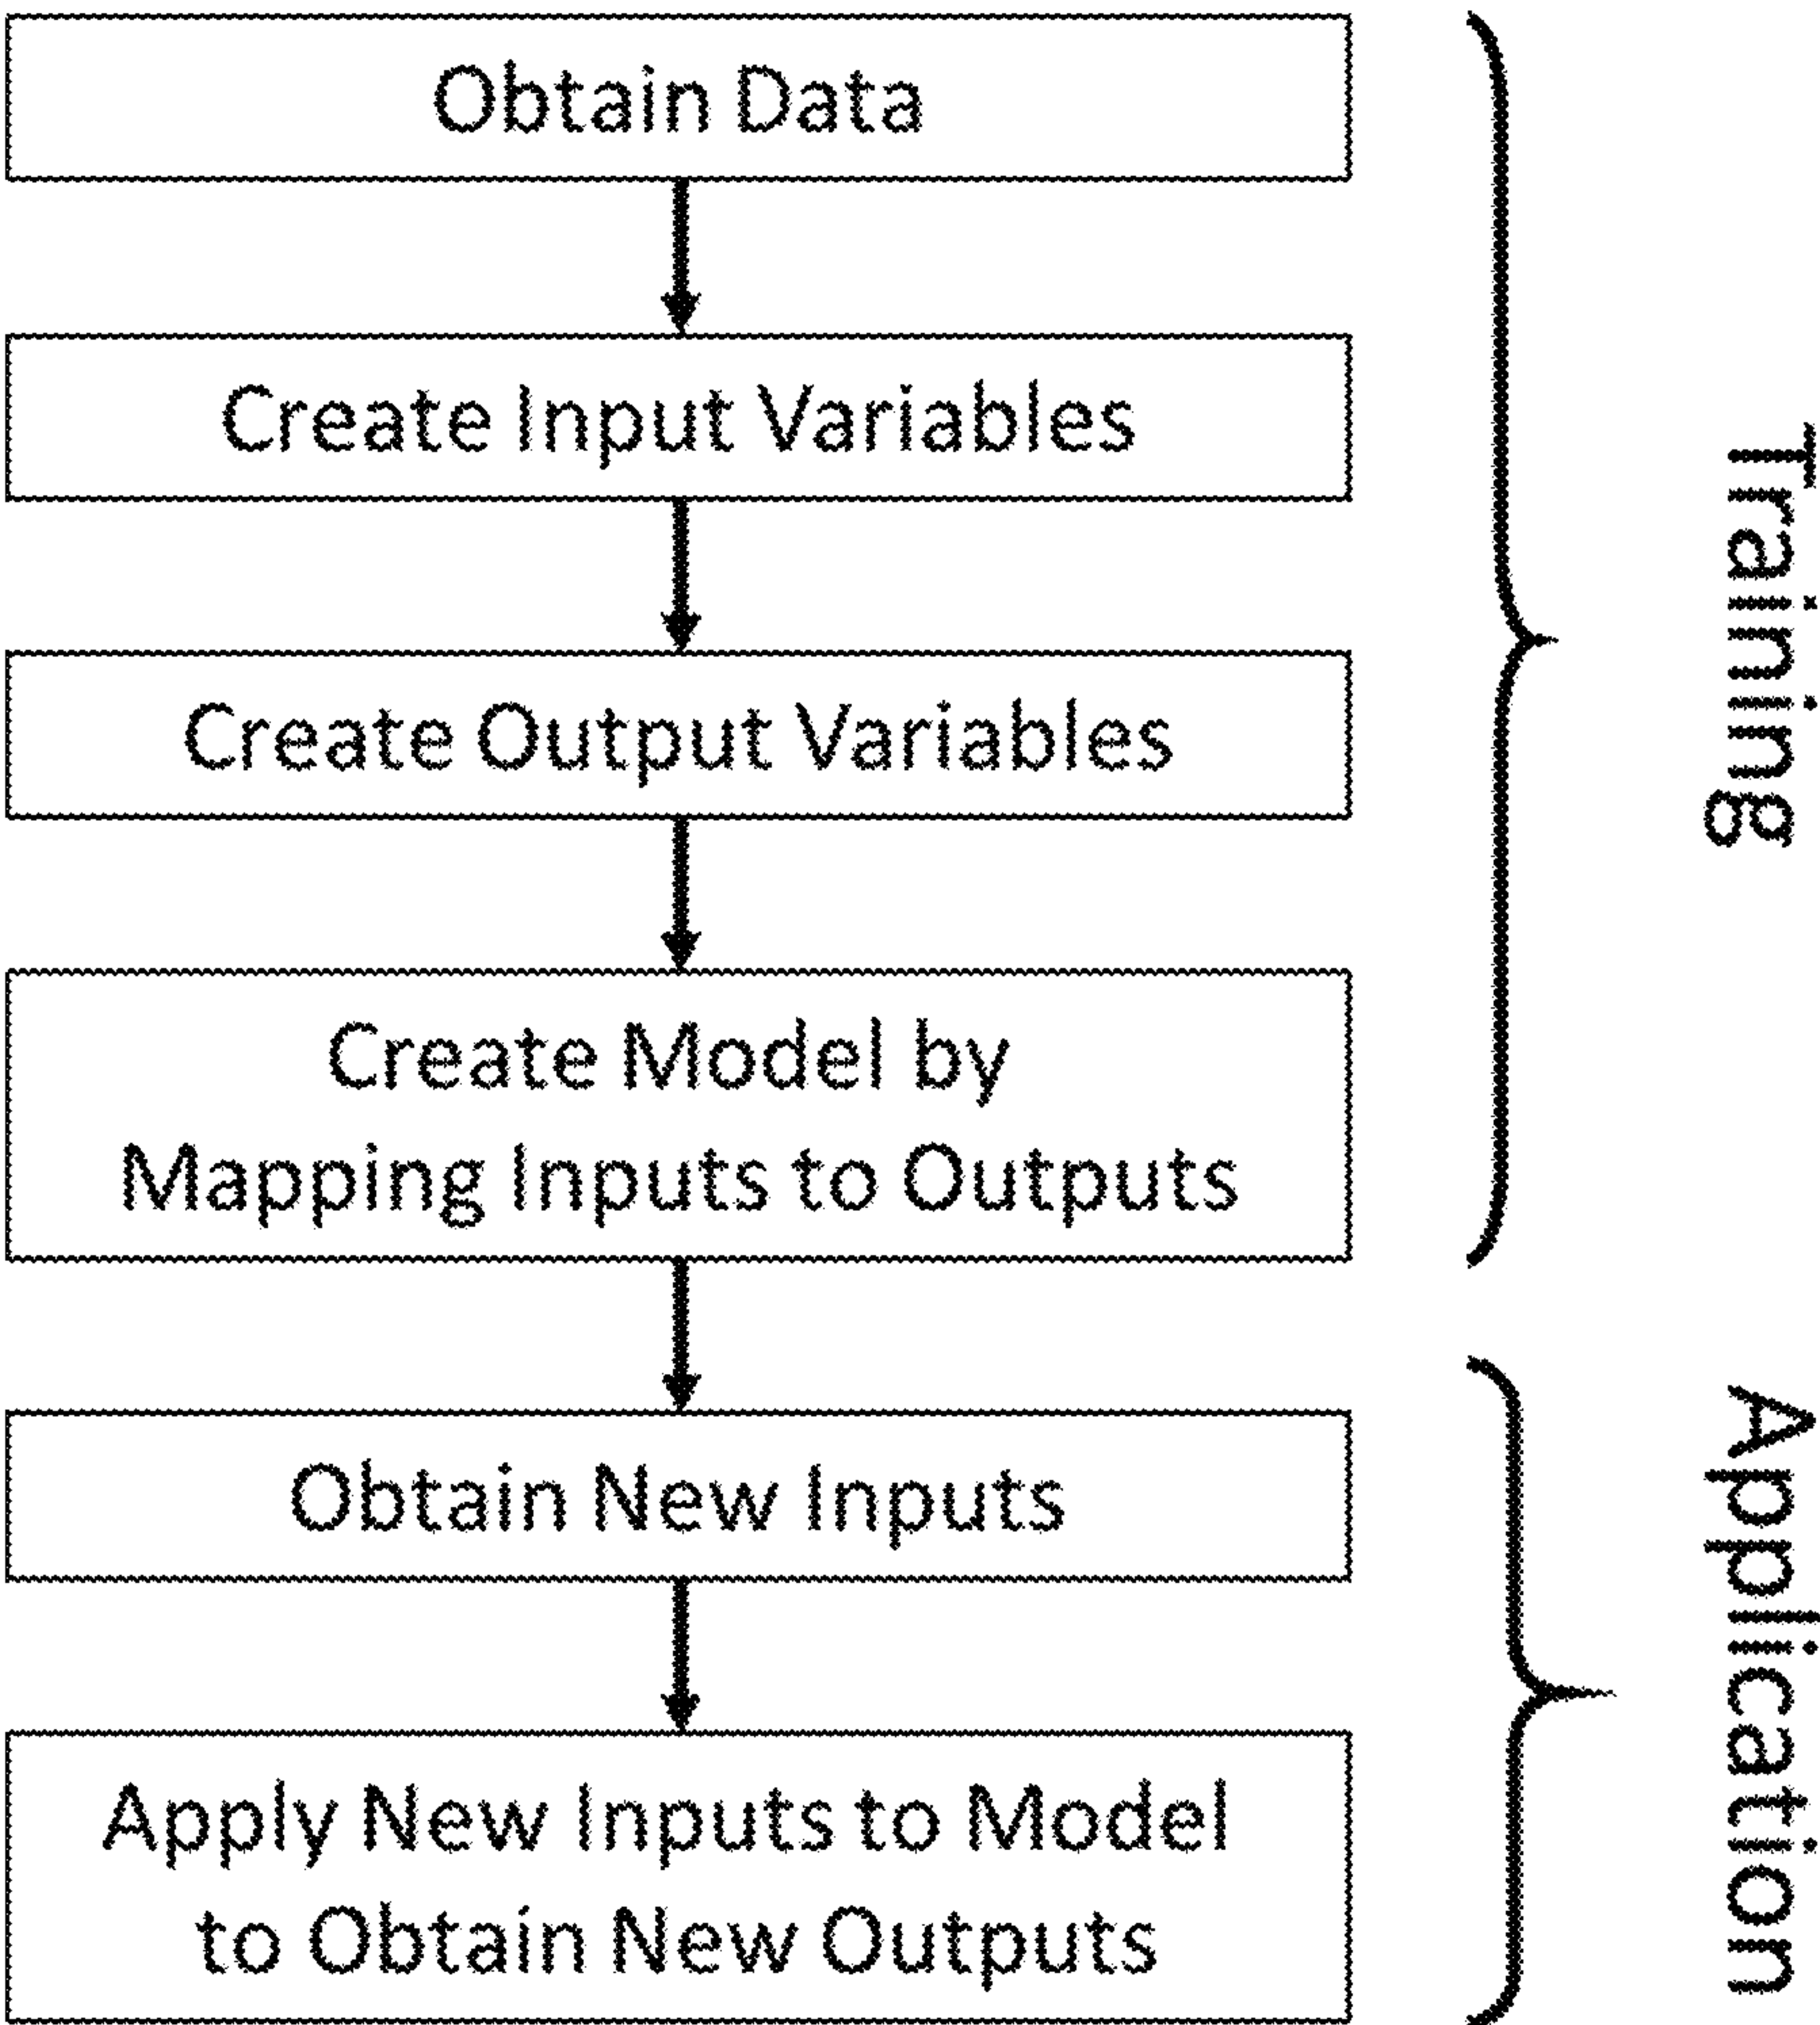 Obtain Data
Create Input Variables
Create Output Variables
Create Model by
Mapping Inputs to Outputs
Training
Obtain New Inputs
Apply New Inputs to Model
to Obtain New Outputs
Application